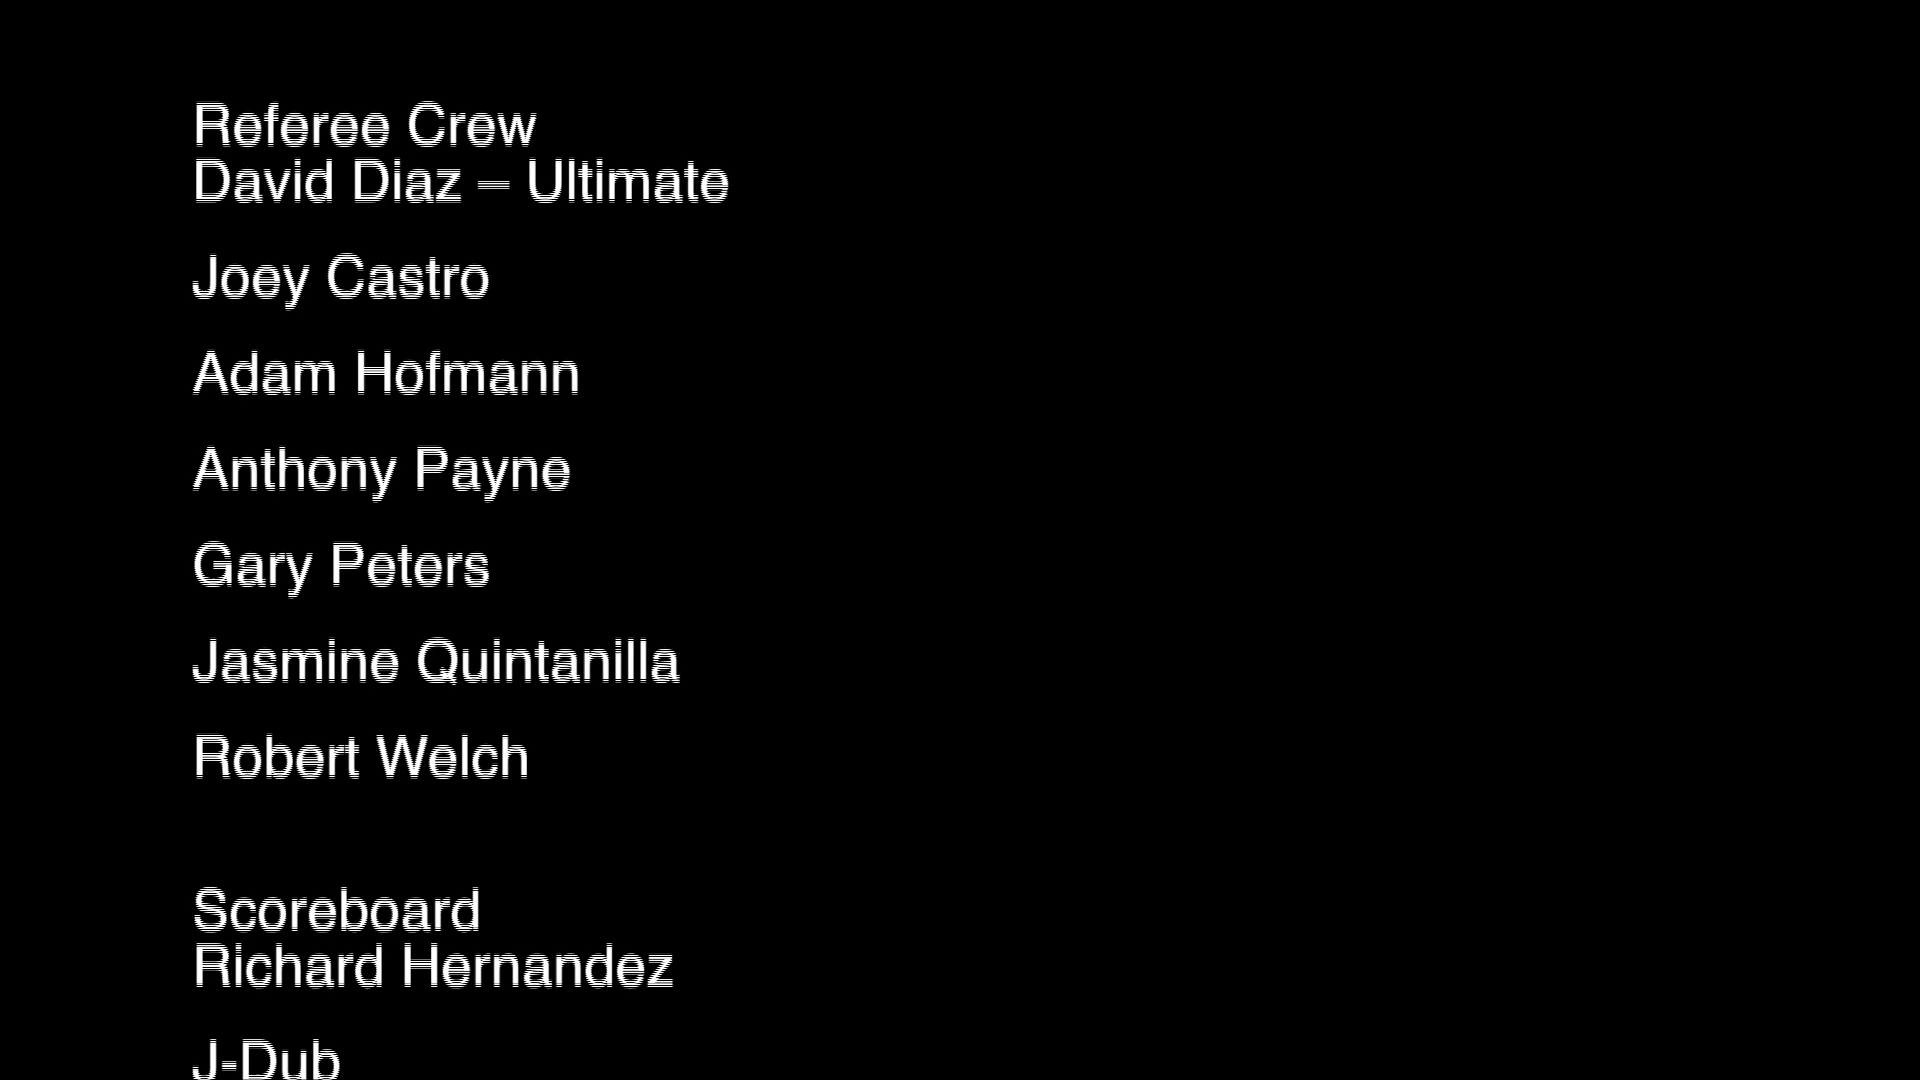 Referee Crew
David Diaz – Ultimate
Joey Castro
Adam Hofmann
Anthony Payne
Gary Peters
Jasmine Quintanilla
Robert Welch
Scoreboard
Richard Hernandez
J-Dub